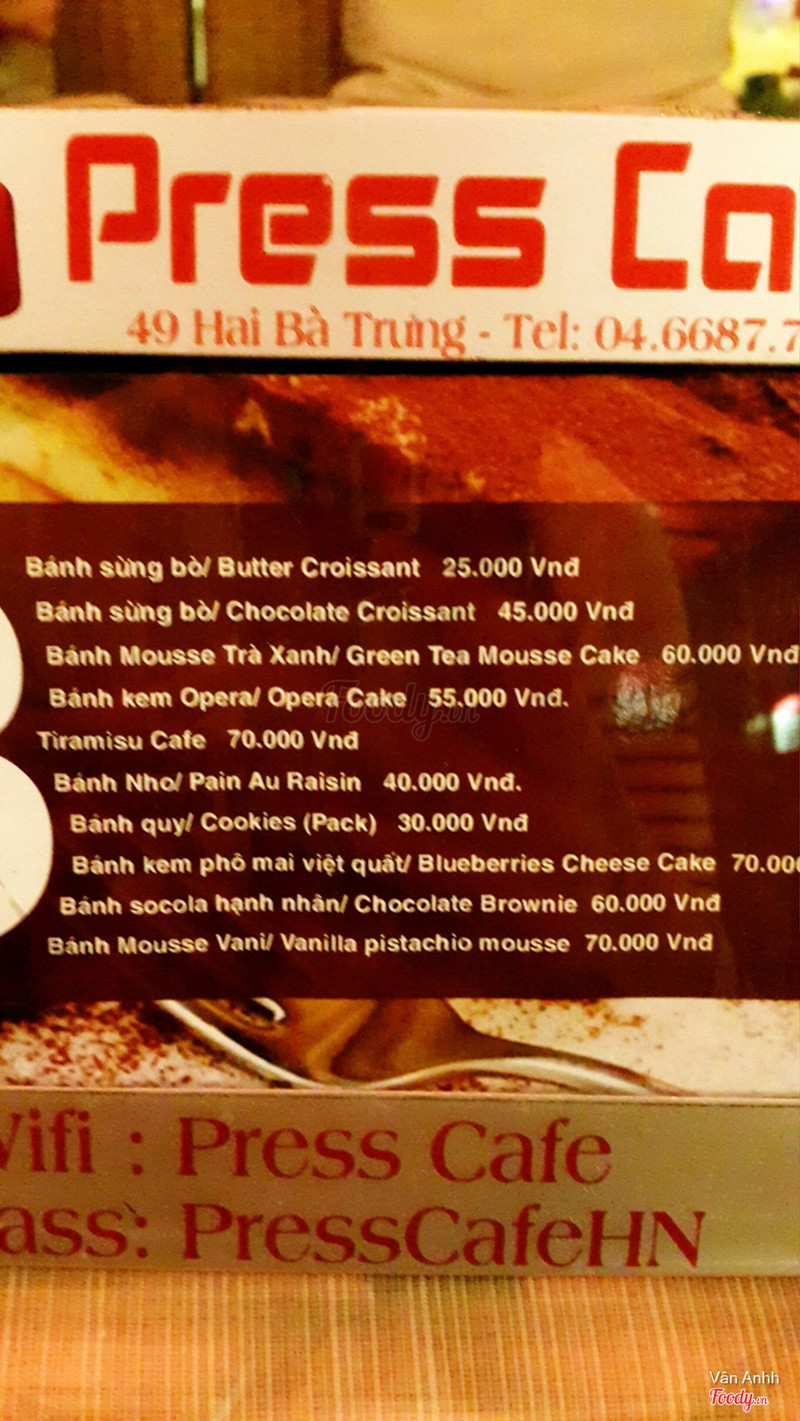 Press Ca
49 Hai Bà Trưng - Tel: 04.6687.7
Bánh sừng bò/ Butter Croissant 25.000 Vnđ
Bánh sừng bò/ Chocolate Croissant 45.000 Vnđ
Bánh Mousse Trà Xanh/ Green Tea Mousse Cake 60.000 Vnđ
Bánh kem Opera/ Opera Cake 55.000 Vnđ.
Tiramisu Cafe 70.000 Vnđ
Bánh Nho/ Pain Au Raisin 40.000 Vnđ.
Bánh quy/ Cookies (Pack) 30.000 Vnđ
Bánh kem phô mai việt quất/ Blueberries Cheese Cake 70.000
Bánh socola hạnh nhân/ Chocolate Brownie 60.000 Vnđ
Bánh Mousse Vani/ Vanilla pistachio mousse 70.000 Vnđ
Foody.vn
Wifi : Press Cafe
ass: PressCafeHN
Vân Anhh
Foody.vn